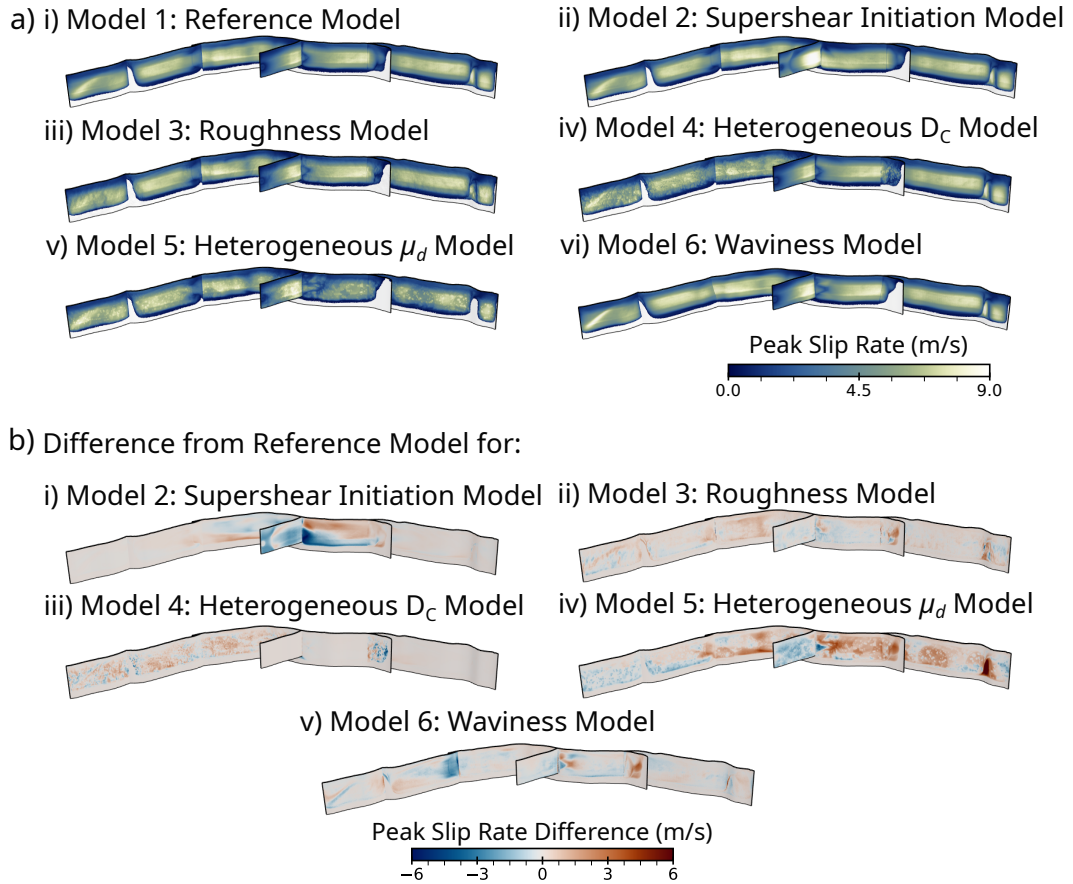 a) i) Model 1: Reference Model
ii) Model 2: Supershear Initiation Model
iii) Model 3: Roughness Model
iv) Model 4: Heterogeneous D_C Model
v) Model 5: Heterogeneous μ_d Model
vi) Model 6: Waviness Model
Peak Slip Rate (m/s)
0.0 4.5 9.0
b) Difference from Reference Model for:
i) Model 2: Supershear Initiation Model
ii) Model 3: Roughness Model
iii) Model 4: Heterogeneous D_C Model
iv) Model 5: Heterogeneous μ_d Model
v) Model 6: Waviness Model
Peak Slip Rate Difference (m/s)
−6 −3 0 3 6